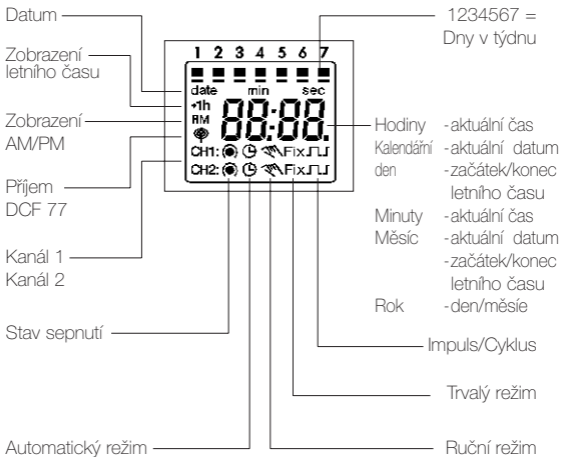 Datum
Zobrazení
letního času
Zobrazení
AM/PM
Příjem
DCF 77
Kanál 1
Kanál 2
Stav sepnutí
Automatický režim
1 2 3 4 5 6 7
date min sec
+1h
AM
88:88.
CH1: Fix
CH2: Fix
1234567 =
Dny v týdnu
Hodiny -aktuální čas
Kalendářní -aktuální datum
den -začátek/konec
letního času
Minuty -aktuální čas
Měsíc -aktuální datum
-začátek/konec
letního času
Rok -den/měsíe
Impuls/Cyklus
Trvalý režim
Ruční režim